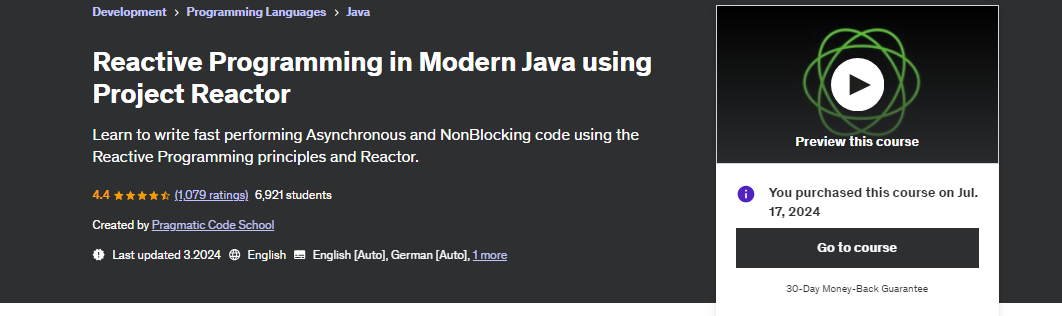 Development > Programming Languages > Java
Reactive Programming in Modern Java using
Project Reactor
Learn to write fast performing Asynchronous and NonBlocking code using the
Reactive Programming principles and Reactor.
4.4 (1,079 ratings) 6,921 students
Created by Pragmatic Code School
Last updated 3.2024 English English [Auto], German [Auto], 1 more
Preview this course
You purchased this course on Jul.
17, 2024
Go to course
30-Day Money-Back Guarantee